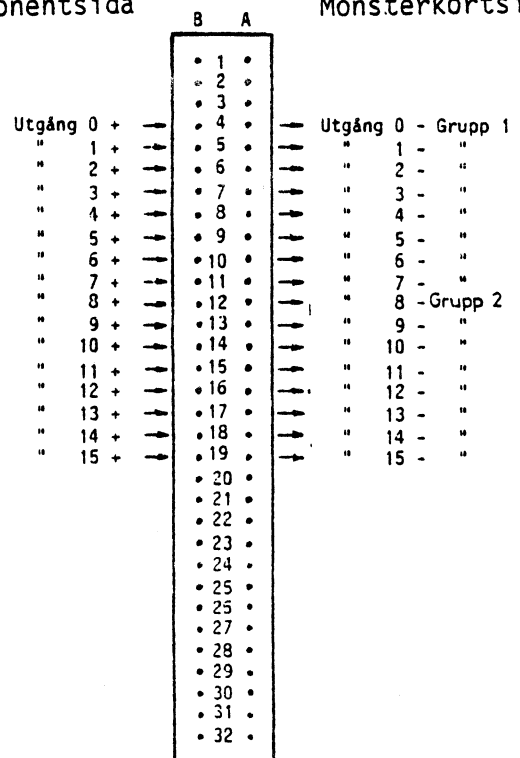 onentsida B A Monsterkorts
• 1 •
• 2 •
• 3 •
Utgång 0 + → • 4 • → Utgång 0 - Grupp 1
" 1 + → • 5 • → " 1 - "
" 2 + → • 6 • → " 2 - "
" 3 + → • 7 • → " 3 - "
" 4 + → • 8 • → " 4 - "
" 5 + → • 9 • → " 5 - "
" 6 + → • 10 • → " 6 - "
" 7 + → • 11 • → " 7 - "
" 8 + → • 12 • → " 8 - Grupp 2
" 9 + → • 13 • → " 9 - "
" 10 + → • 14 • → " 10 - "
" 11 + → • 15 • → " 11 - "
" 12 + → • 16 • → " 12 - "
" 13 + → • 17 • → " 13 - "
" 14 + → • 18 • → " 14 - "
" 15 + → • 19 • → " 15 - "
• 20 •
• 21 •
• 22 •
• 23 •
• 24 •
• 25 •
• 25 •
• 27 •
• 28 •
• 29 •
• 30 •
• 31 •
• 32 •